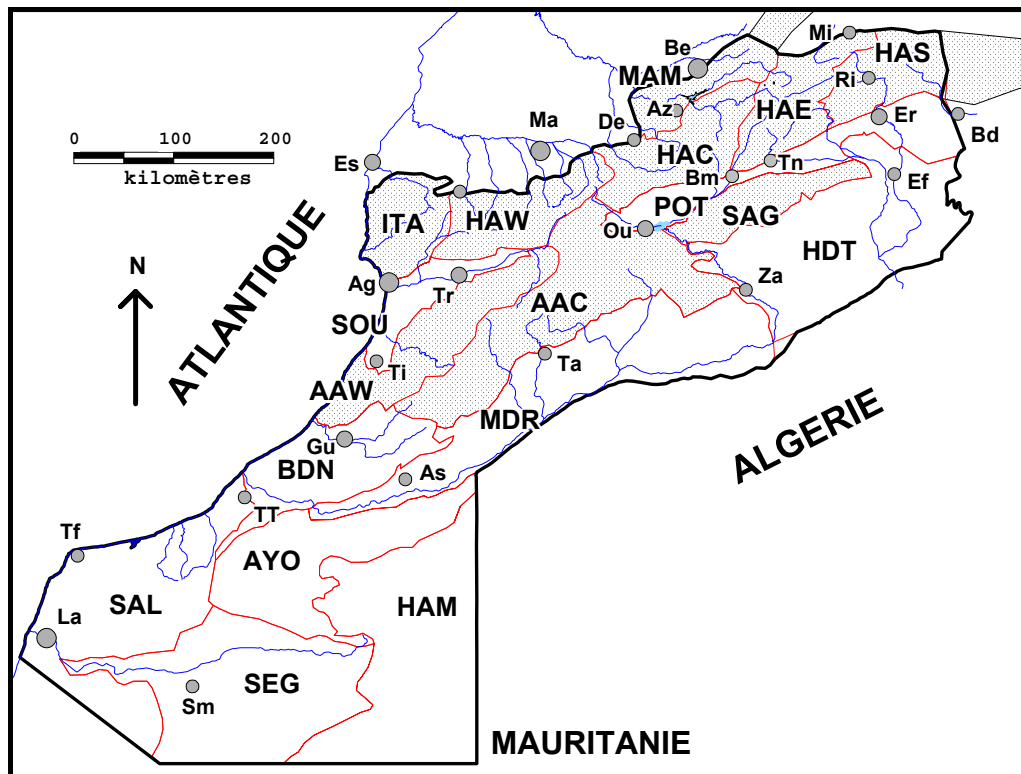 Mi
Be
HAS
MAM
Ri
Az
HAE
Er
Bd
De
Ma
HAC
0 100 200
kilomètres
Es
Tn
Bm
Ef
POT
SAG
ITA
HAW
Ou
HDT
N
ATLANTIQUE
Ag
Tr
Za
AAC
SOU
Ti
Ta
AAW
MDR
ALGERIE
Gu
BDN
As
TT
Tf
AYO
SAL
HAM
La
SEG
Sm
MAURITANIE